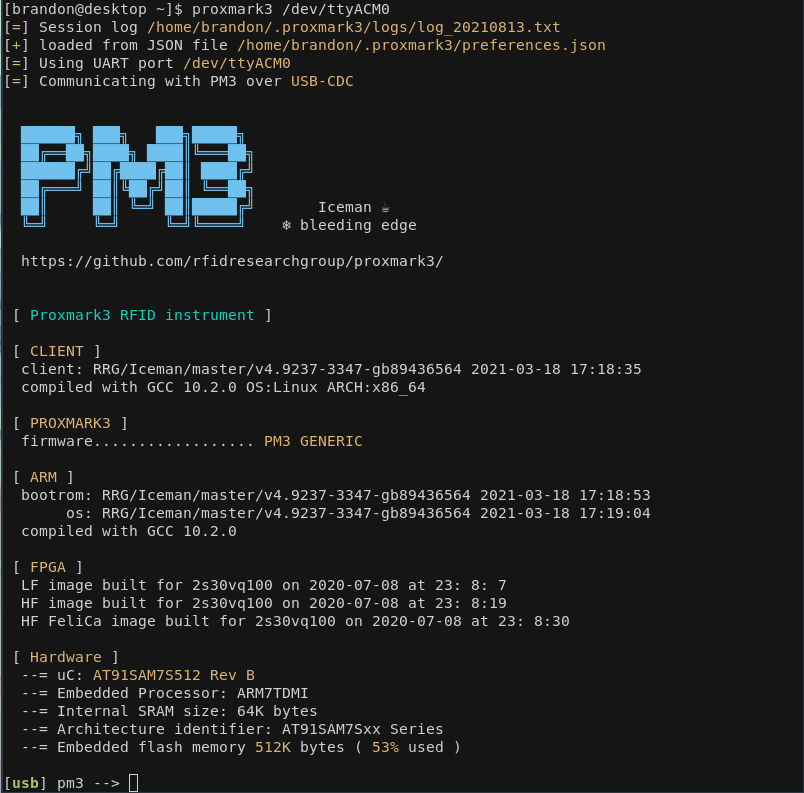 [brandon@desktop ~]$ proxmark3 /dev/ttyACM0
[=] Session log /home/brandon/.proxmark3/logs/log_20210813.txt
[+] loaded from JSON file /home/brandon/.proxmark3/preferences.json
[=] Using UART port /dev/ttyACM0
[=] Communicating with PM3 over USB-CDC
PM3
Iceman ☕
❄ bleeding edge
https://github.com/rfidresearchgroup/proxmark3/
[ Proxmark3 RFID instrument ]
[ CLIENT ]
client: RRG/Iceman/master/v4.9237-3347-gb89436564 2021-03-18 17:18:35
compiled with GCC 10.2.0 OS:Linux ARCH:x86_64
[ PROXMARK3 ]
firmware.................. PM3 GENERIC
[ ARM ]
bootrom: RRG/Iceman/master/v4.9237-3347-gb89436564 2021-03-18 17:18:53
os: RRG/Iceman/master/v4.9237-3347-gb89436564 2021-03-18 17:19:04
compiled with GCC 10.2.0
[ FPGA ]
LF image built for 2s30vq100 on 2020-07-08 at 23: 8: 7
HF image built for 2s30vq100 on 2020-07-08 at 23: 8:19
HF FeliCa image built for 2s30vq100 on 2020-07-08 at 23: 8:30
[ Hardware ]
--= uC: AT91SAM7S512 Rev B
--= Embedded Processor: ARM7TDMI
--= Internal SRAM size: 64K bytes
--= Architecture identifier: AT91SAM7Sxx Series
--= Embedded flash memory 512K bytes ( 53% used )
[usb] pm3 -->